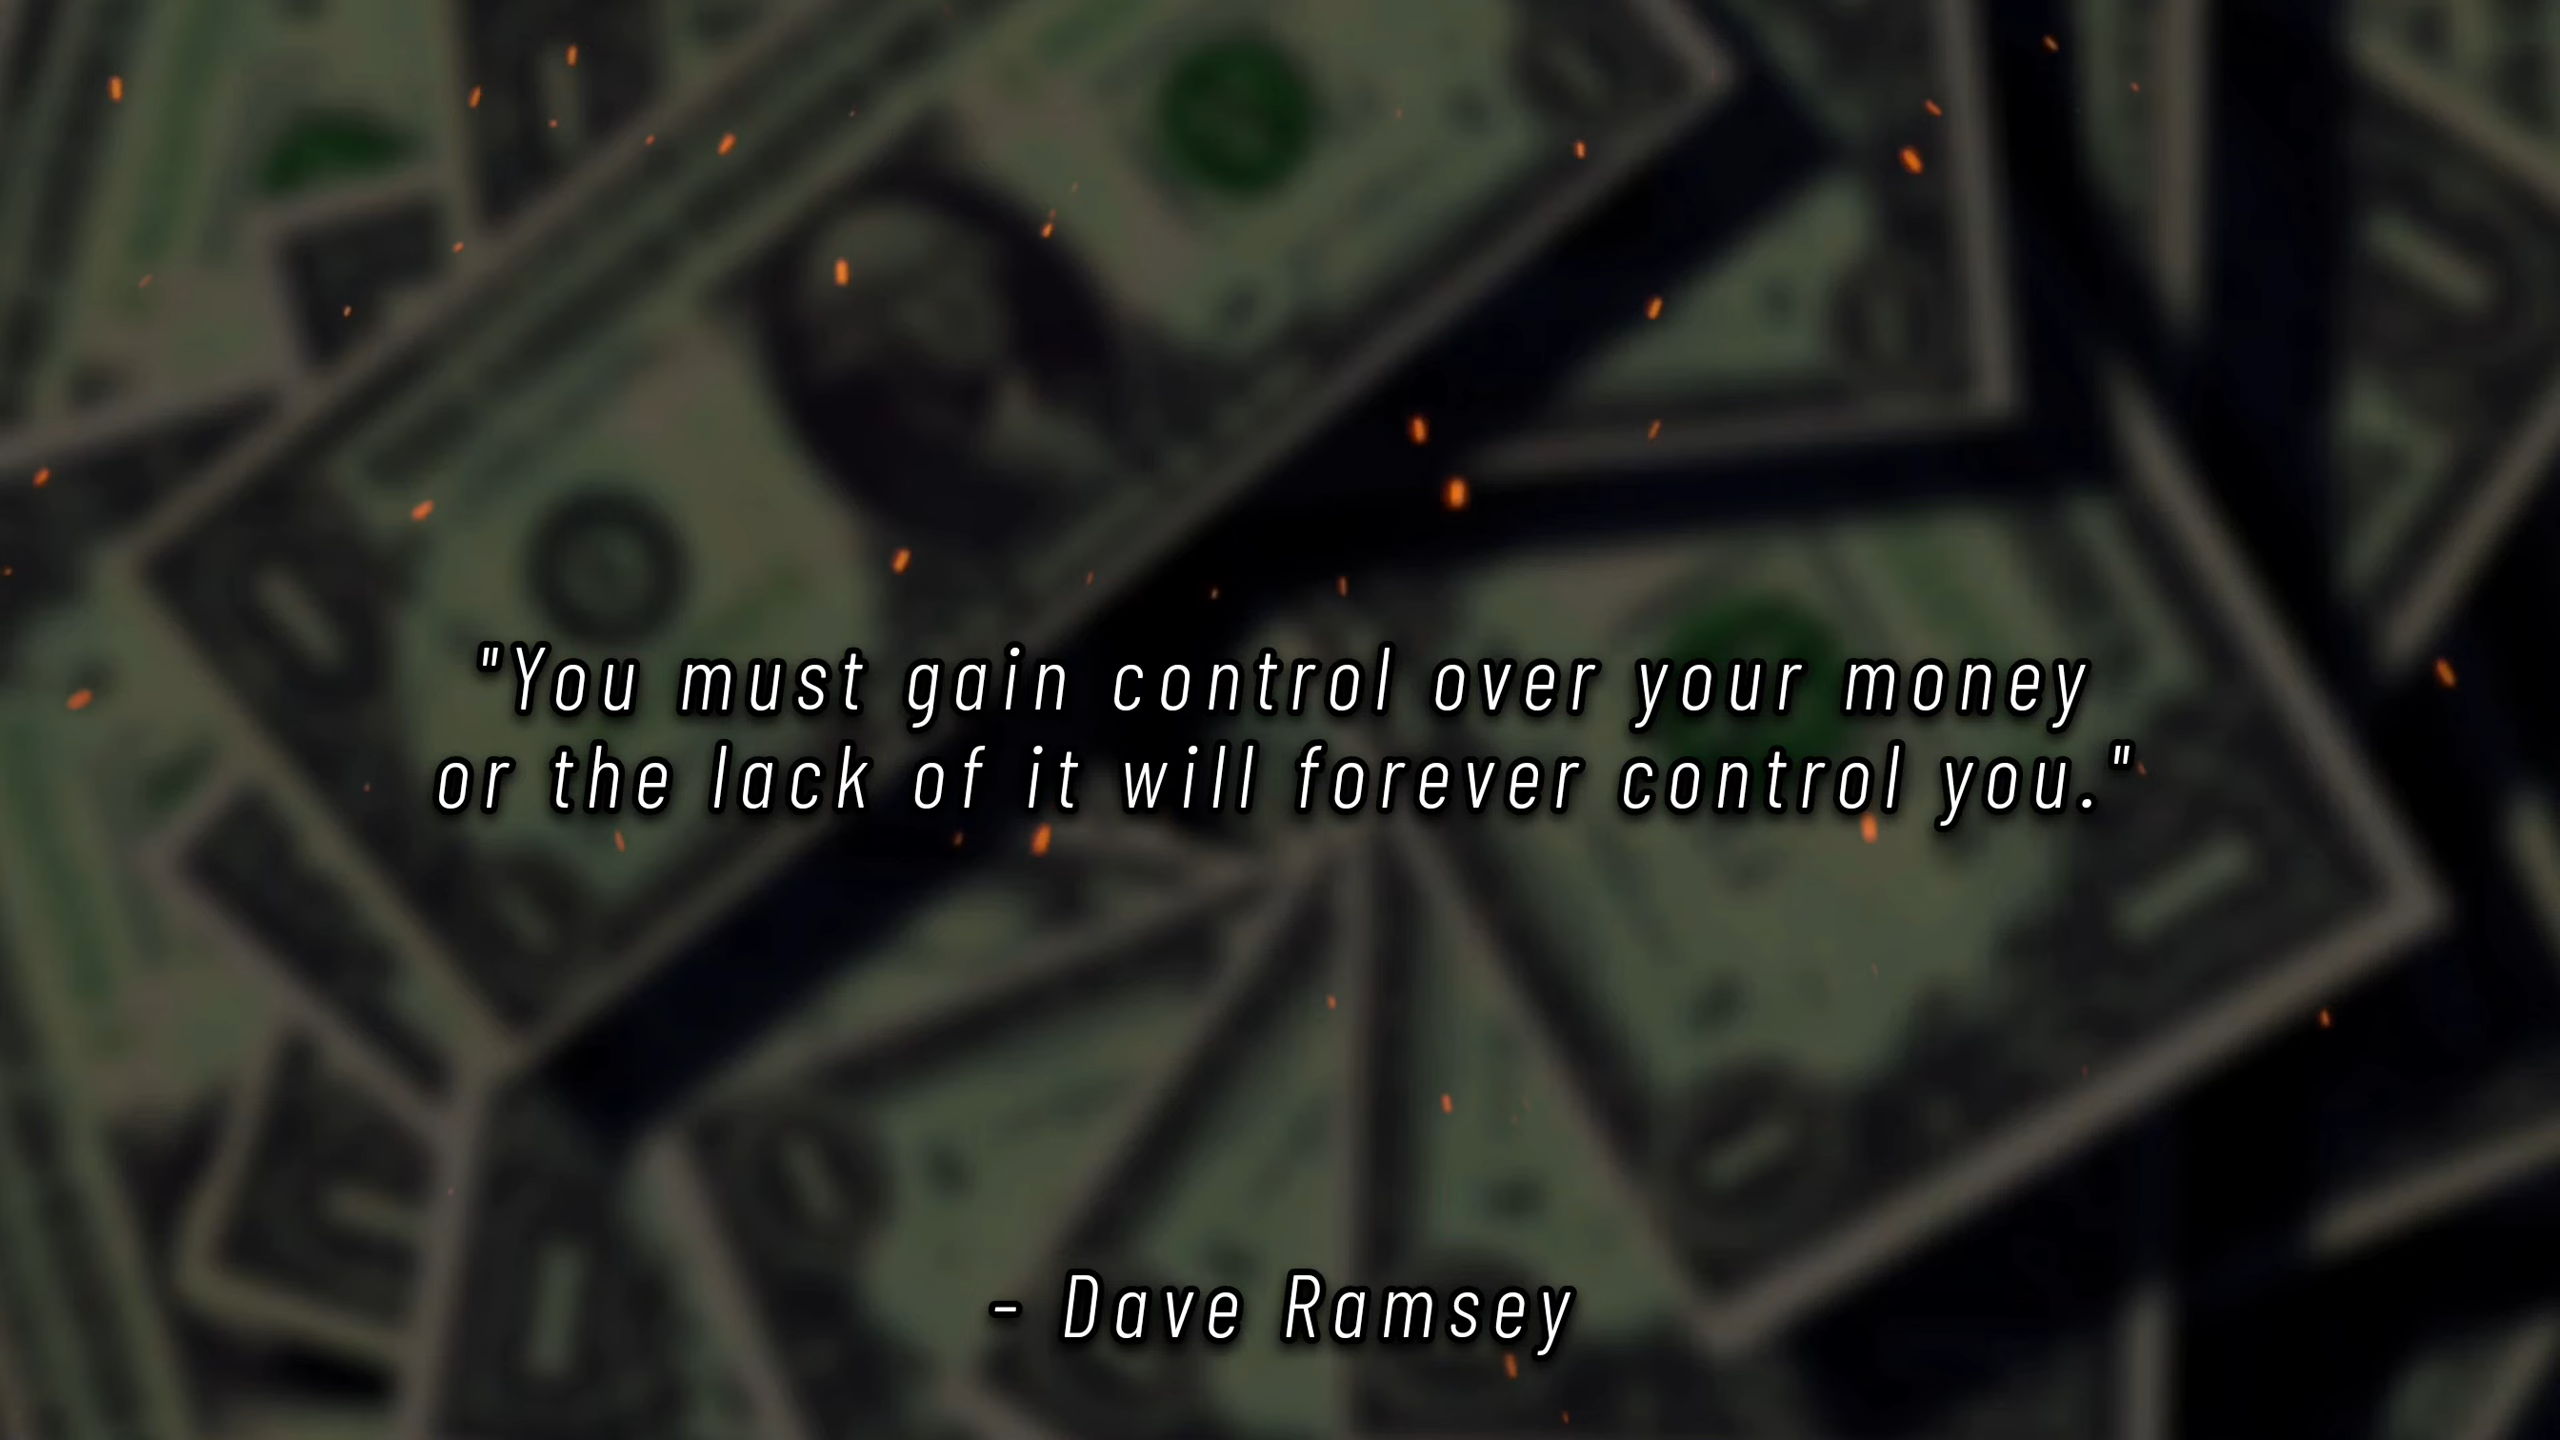 "You must gain control over your money
or the lack of it will forever control you."
- Dave Ramsey